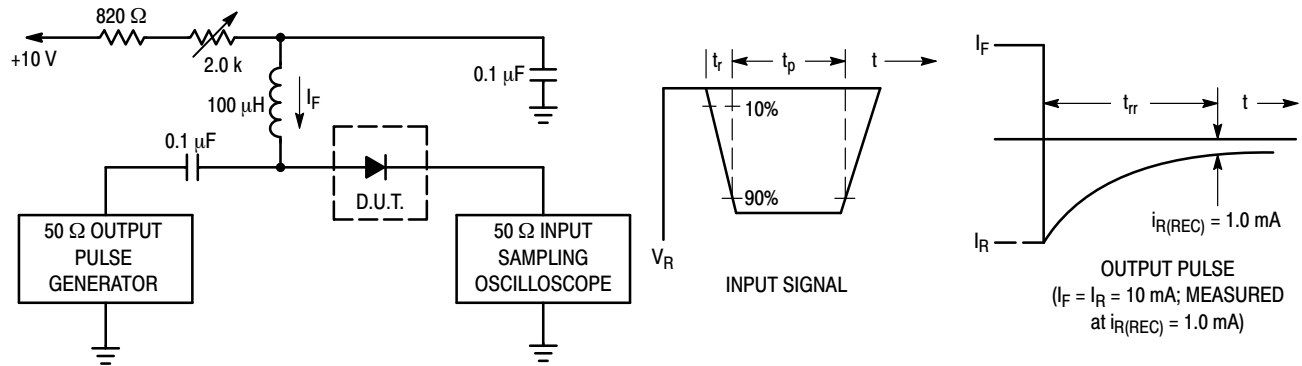 820 Ω
+10 V
2.0 k
100 μH
I_F
0.1 μF
0.1 μF
D.U.T.
50 Ω OUTPUT
PULSE
GENERATOR
50 Ω INPUT
SAMPLING
OSCILLOSCOPE
t_r
t_p
t
10%
90%
V_R
INPUT SIGNAL
I_F
t_rr
t
I_R
i_R(REC) = 1.0 mA
OUTPUT PULSE
(I_F = I_R = 10 mA; MEASURED
at i_R(REC) = 1.0 mA)